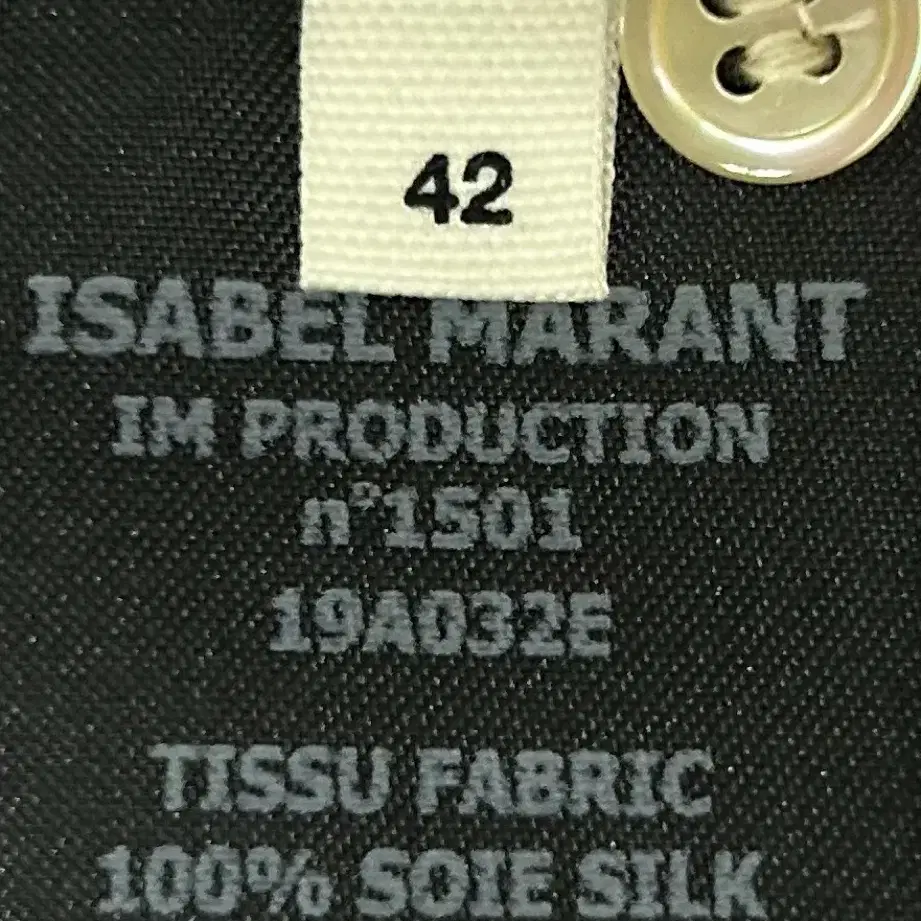 42
ISABEL MARANT
IM PRODUCTION
n°1501
19A032E
TISSU FABRIC
100% SOIE SILK